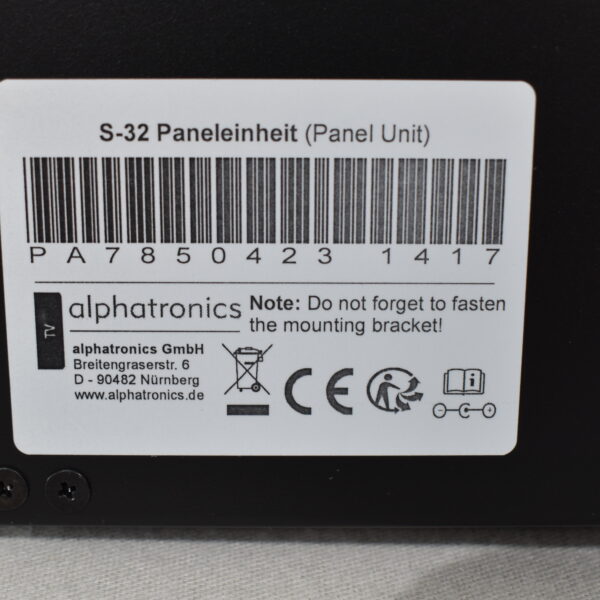 S-32 Paneleinheit (Panel Unit)
PA7850423 1417
TV
alphatronics
Note: Do not forget to fasten
the mounting bracket!
alphatronics GmbH
Breitengraserstr. 6
D - 90482 Nürnberg
www.alphatronics.de
CE
i